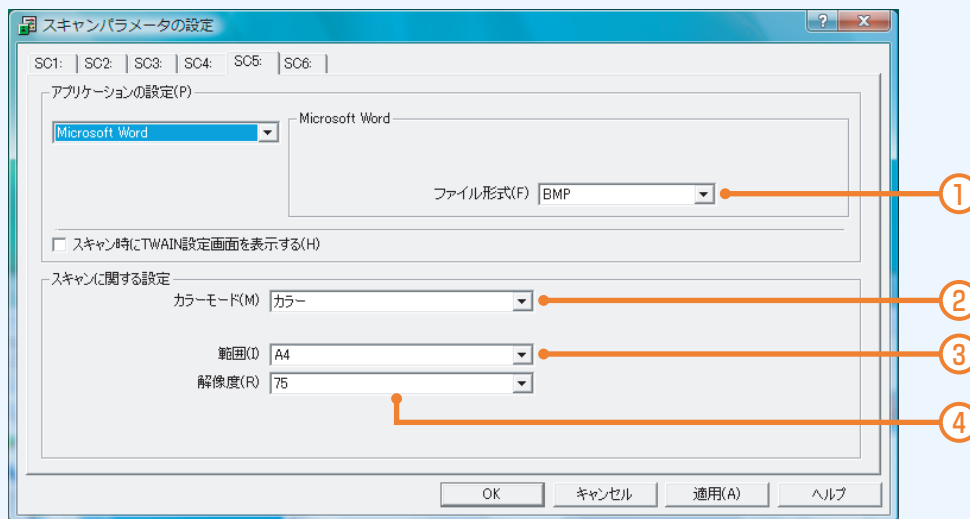 スキャンパラメータの設定
SC1: SC2: SC3: SC4: SC5: SC6:
アプリケーションの設定(P)
Microsoft Word
Microsoft Word
ファイル形式(F) BMP
①
スキャン時にTWAIN設定画面を表示する(H)
スキャンに関する設定
カラーモード(M) カラー
②
範囲(I) A4
③
解像度(R) 75
④
OK キャンセル 適用(A) ヘルプ